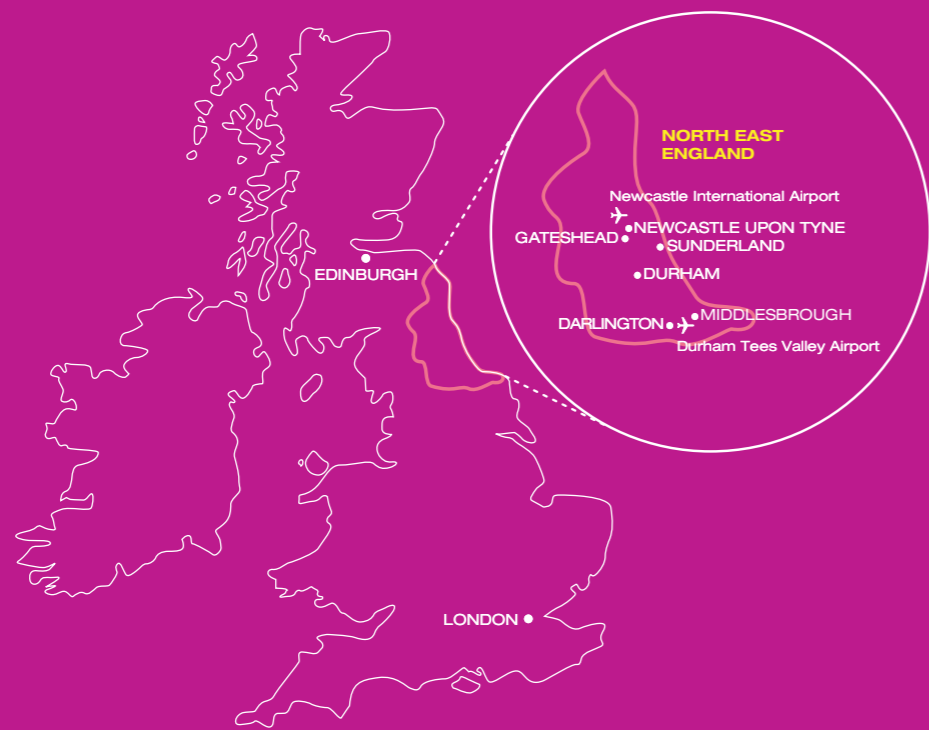 NORTH EAST
ENGLAND
Newcastle International Airport
NEWCASTLE UPON TYNE
GATESHEAD
SUNDERLAND
DURHAM
MIDDLESBROUGH
DARLINGTON
Durham Tees Valley Airport
EDINBURGH
LONDON